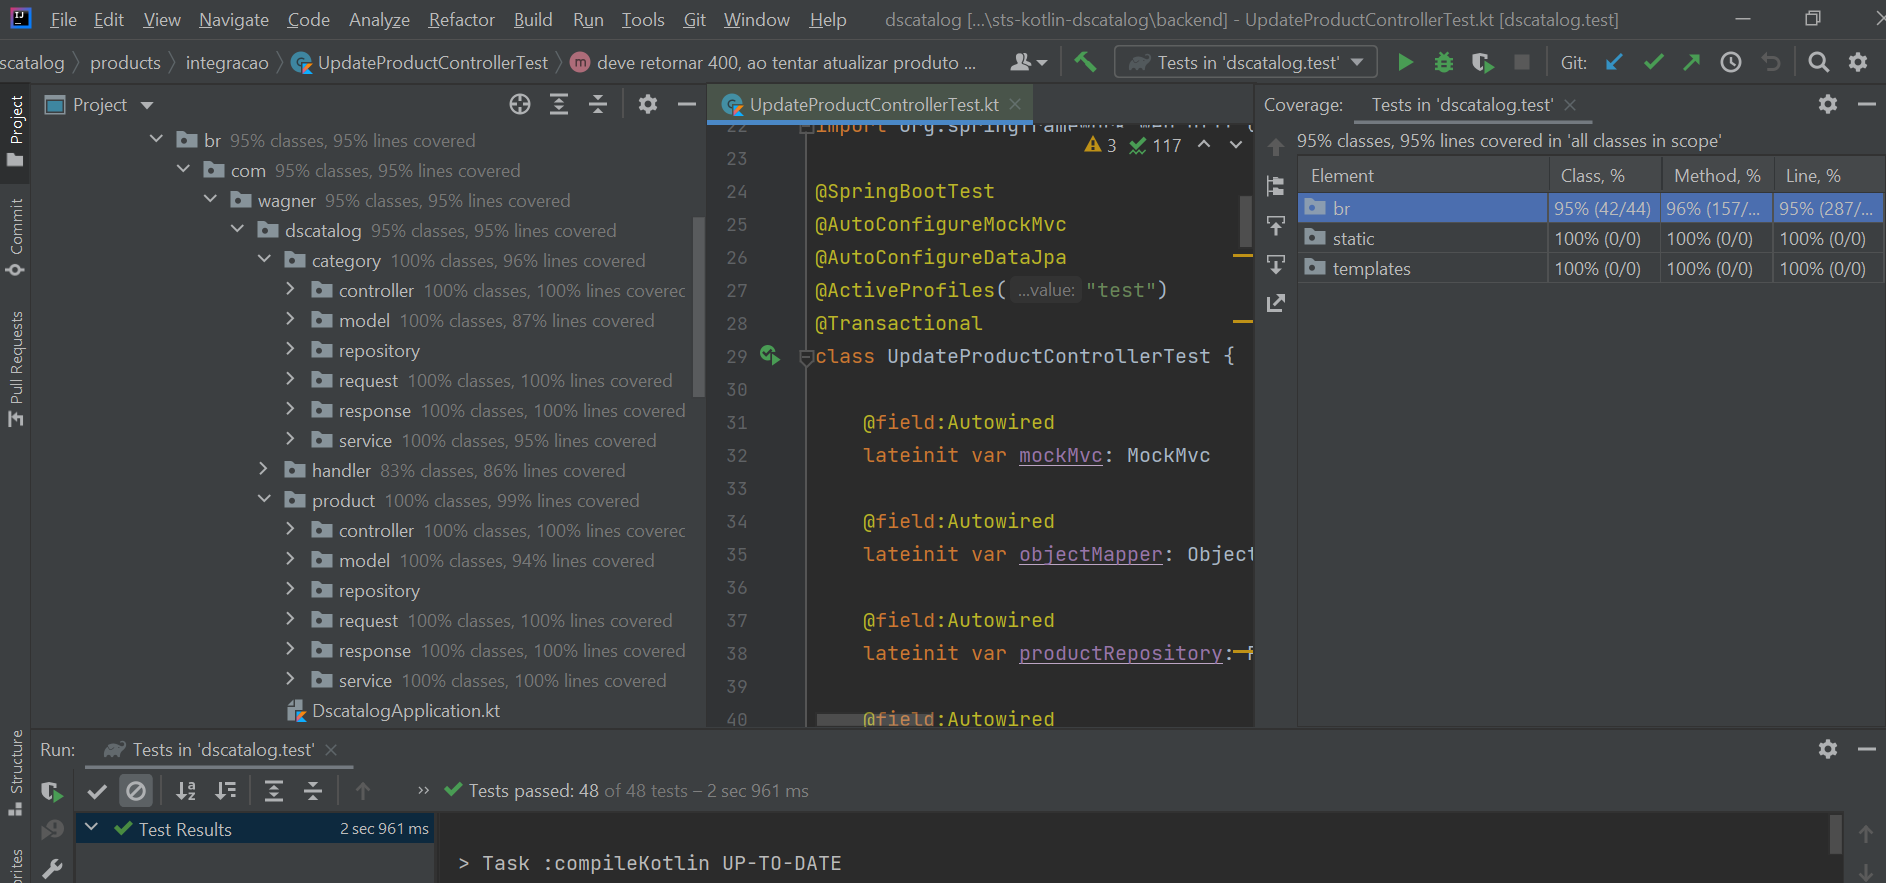 File Edit View Navigate Code Analyze Refactor Build Run Tools Git Window Help dscatalog [...\sts-kotlin-dscatalog\backend] - UpdateProductControllerTest.kt [dscatalog.test]
scatalog products integracao UpdateProductControllerTest m deve retornar 400, ao tentar atualizar produto ... Tests in 'dscatalog.test' Git:
Project
Commit
Pull Requests
Structure
Project
br 95% classes, 95% lines covered
com 95% classes, 95% lines covered
wagner 95% classes, 95% lines covered
dscatalog 95% classes, 95% lines covered
category 100% classes, 96% lines covered
controller 100% classes, 100% lines covered
model 100% classes, 87% lines covered
repository
request 100% classes, 100% lines covered
response 100% classes, 100% lines covered
service 100% classes, 95% lines covered
handler 83% classes, 86% lines covered
product 100% classes, 99% lines covered
controller 100% classes, 100% lines covered
model 100% classes, 94% lines covered
repository
request 100% classes, 100% lines covered
response 100% classes, 100% lines covered
service 100% classes, 100% lines covered
DscatalogApplication.kt
UpdateProductControllerTest.kt
3 117
22 import org.springframework
23
24 @SpringBootTest
25 @AutoConfigureMockMvc
26 @AutoConfigureDataJpa
27 @ActiveProfiles( ...value: "test")
28 @Transactional
29 class UpdateProductControllerTest {
30
31 @field:Autowired
32 lateinit var mockMvc: MockMvc
33
34 @field:Autowired
35 lateinit var objectMapper: Object
36
37 @field:Autowired
38 lateinit var productRepository:
39
40 @field:Autowired
Coverage: Tests in 'dscatalog.test'
95% classes, 95% lines covered in 'all classes in scope'
Element Class, % Method, % Line, %
br 95% (42/44) 96% (157/... 95% (287/...
static 100% (0/0) 100% (0/0) 100% (0/0)
templates 100% (0/0) 100% (0/0) 100% (0/0)
Run: Tests in 'dscatalog.test'
Tests passed: 48 of 48 tests – 2 sec 961 ms
Test Results 2 sec 961 ms
> Task :compileKotlin UP-TO-DATE